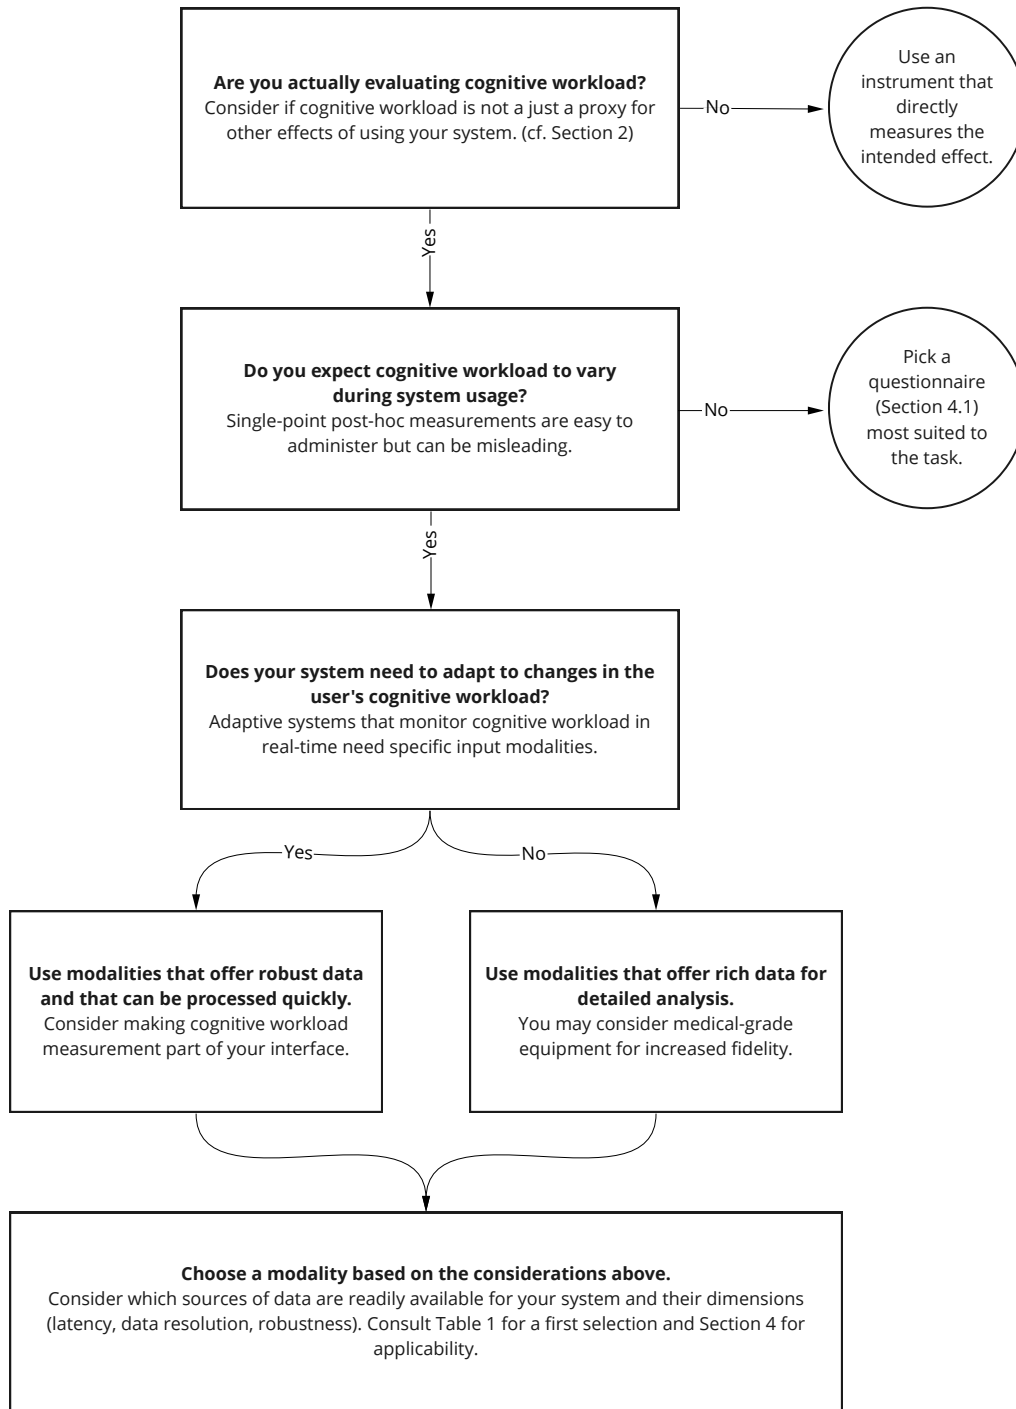 Are you actually evaluating cognitive workload?
Consider if cognitive workload is not a just a proxy for
other effects of using your system. (cf. Section 2)
No
Use an
instrument that
directly
measures the
intended effect.
Yes
Do you expect cognitive workload to vary
during system usage?
Single-point post-hoc measurements are easy to
administer but can be misleading.
No
Pick a
questionnaire
(Section 4.1)
most suited to
the task.
Yes
Does your system need to adapt to changes in the
user's cognitive workload?
Adaptive systems that monitor cognitive workload in
real-time need specific input modalities.
Yes
No
Use modalities that offer robust data
and that can be processed quickly.
Consider making cognitive workload
measurement part of your interface.
Use modalities that offer rich data for
detailed analysis.
You may consider medical-grade
equipment for increased fidelity.
Choose a modality based on the considerations above.
Consider which sources of data are readily available for your system and their dimensions
(latency, data resolution, robustness). Consult Table 1 for a first selection and Section 4 for
applicability.